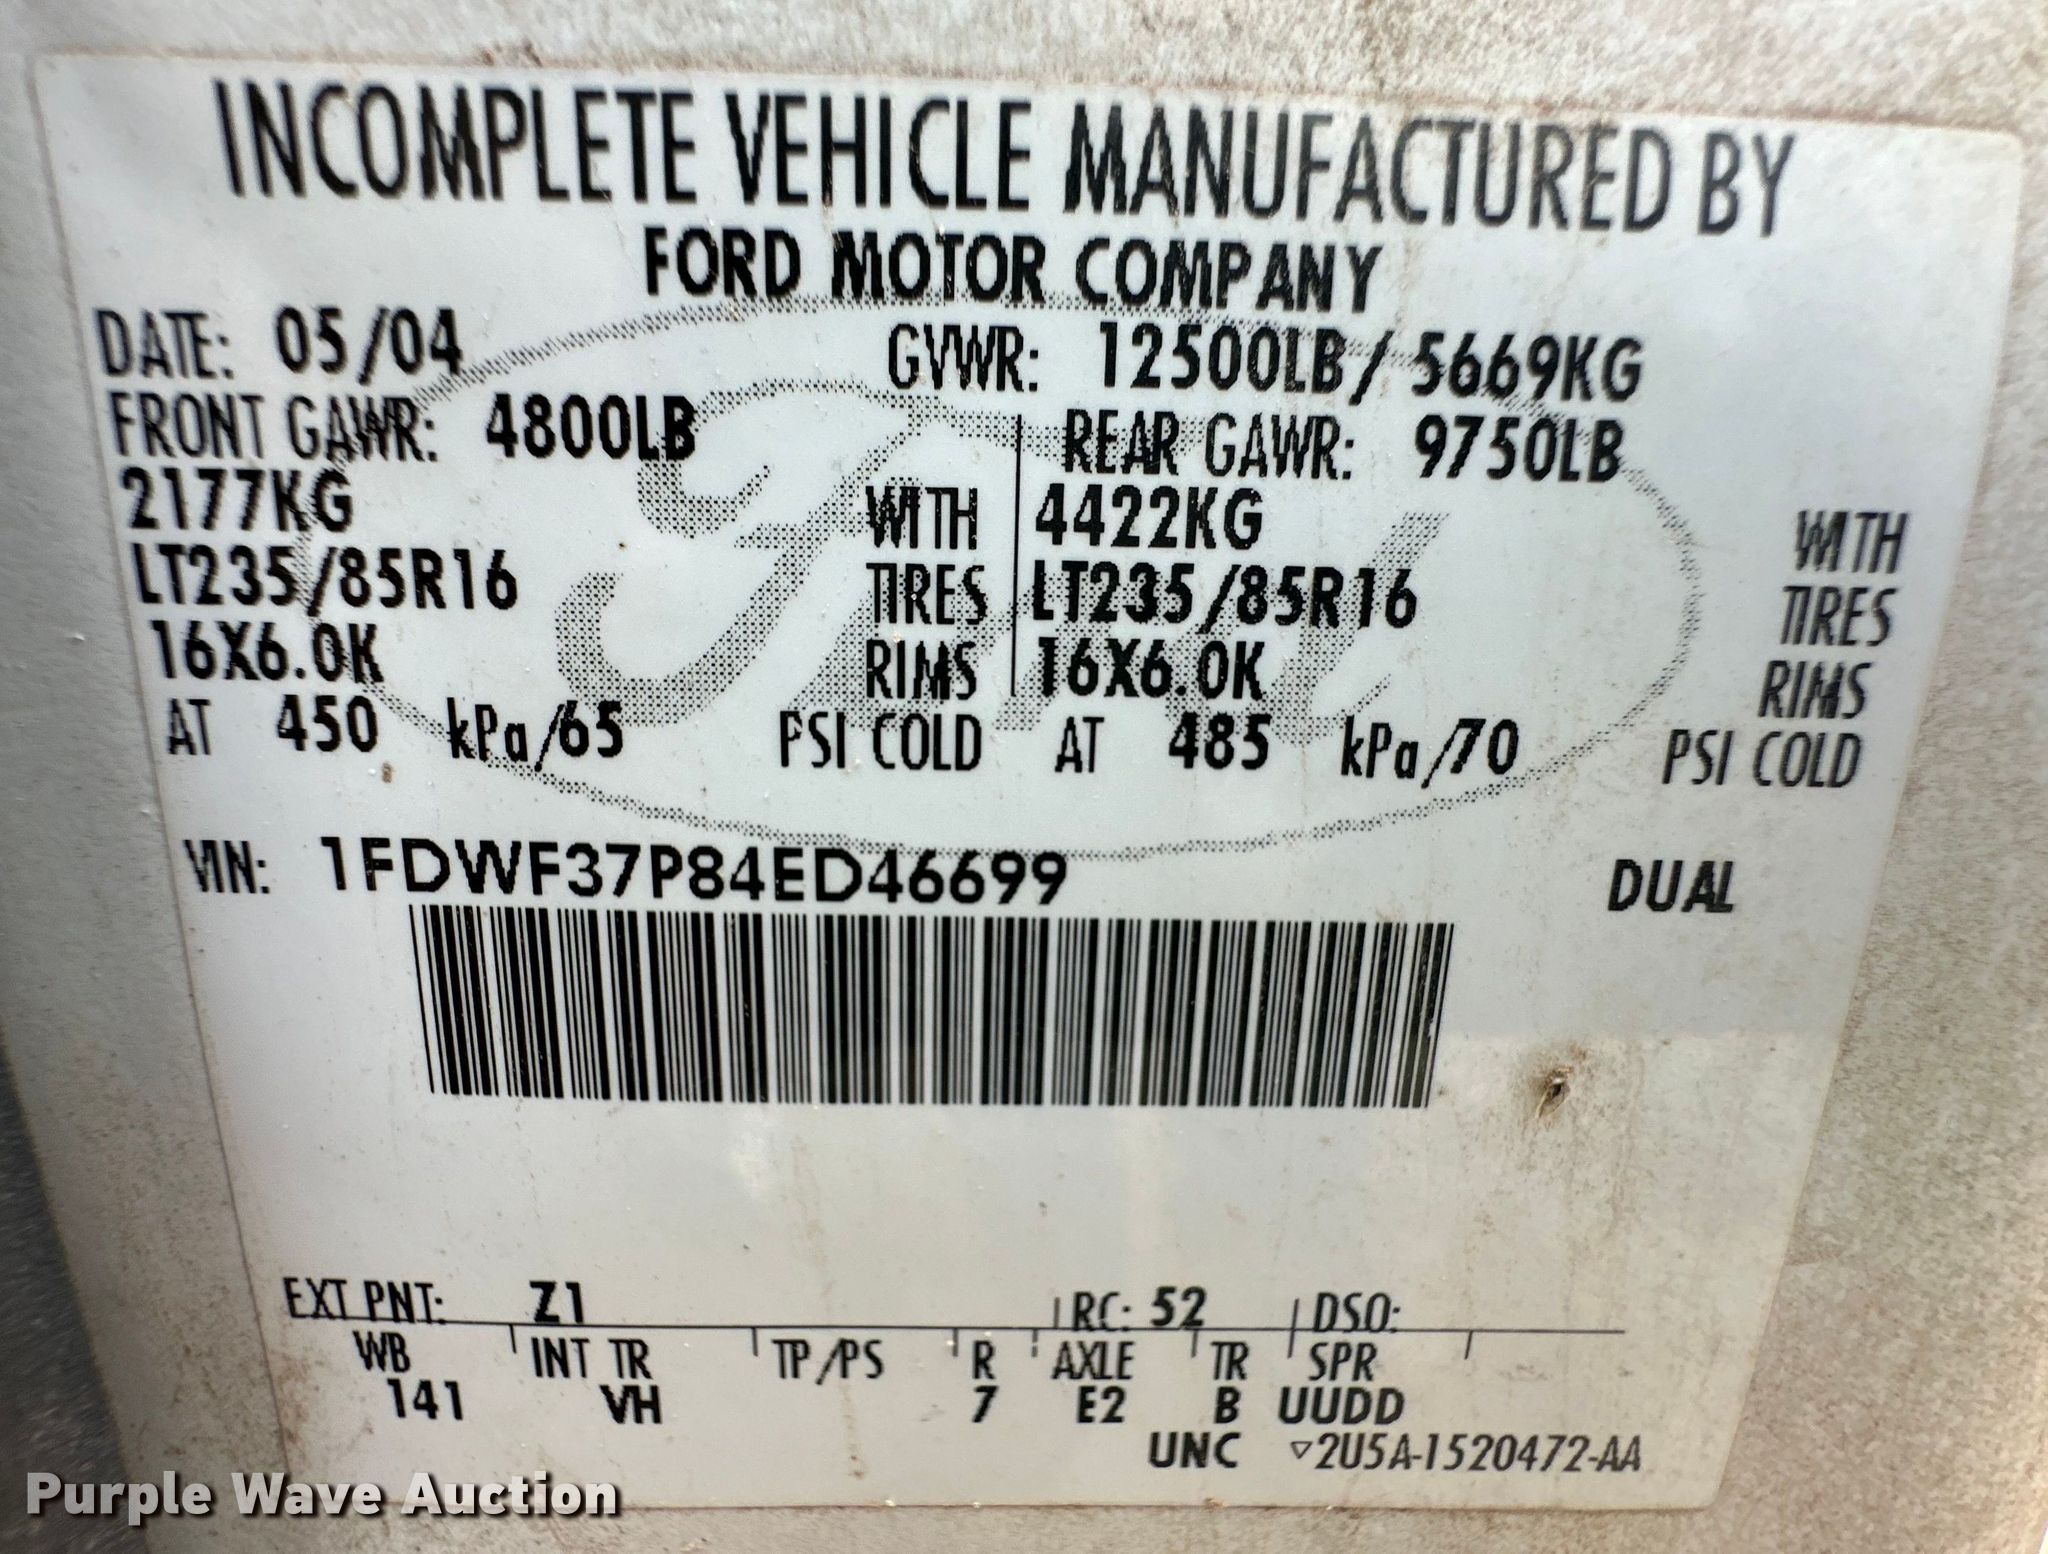 INCOMPLETE VEHICLE MANUFACTURED BY
FORD MOTOR COMPANY
DATE: 05/04 GVWR: 12500LB/ 5669KG
FRONT GAWR: 4800LB REAR GAWR: 9750LB
2177KG WITH 4422KG WITH
LT235/85R16 TIRES LT235/85R16 TIRES
16X6.0K RIMS 16X6.0K RIMS
AT 450 kPa/65 PSI COLD AT 485 kPa/70 PSI COLD
VIN: 1FDWF37P84ED46699 DUAL
EXT PNT: Z1 RC: 52 DSO:
WB INT TR TP/PS R AXLE TR SPR
141 VH 7 E2 B UUDD
UNC ▽2U5A-1520472-AA
Purple Wave Auction